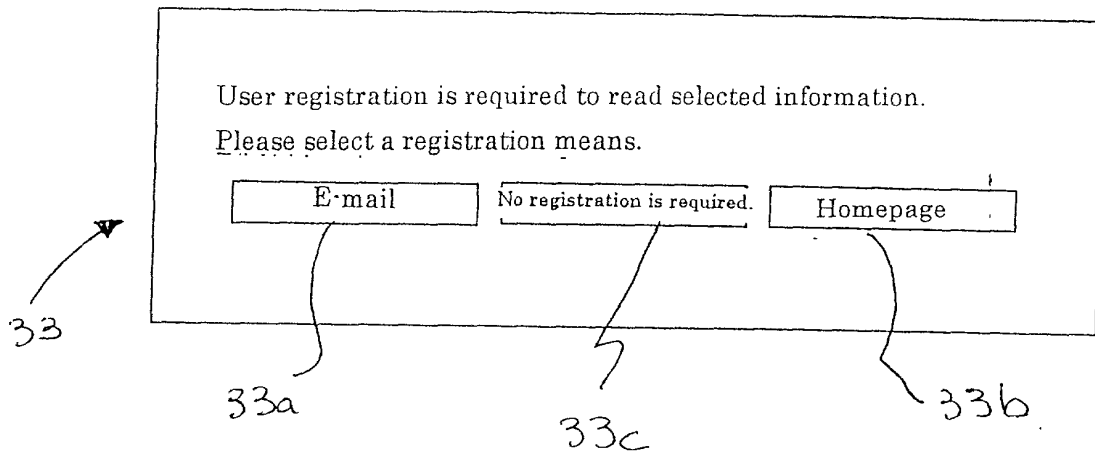 User registration is required to read selected information.
Please select a registration means.
E-mail No registration is required. Homepage
33
33a
33c
33b